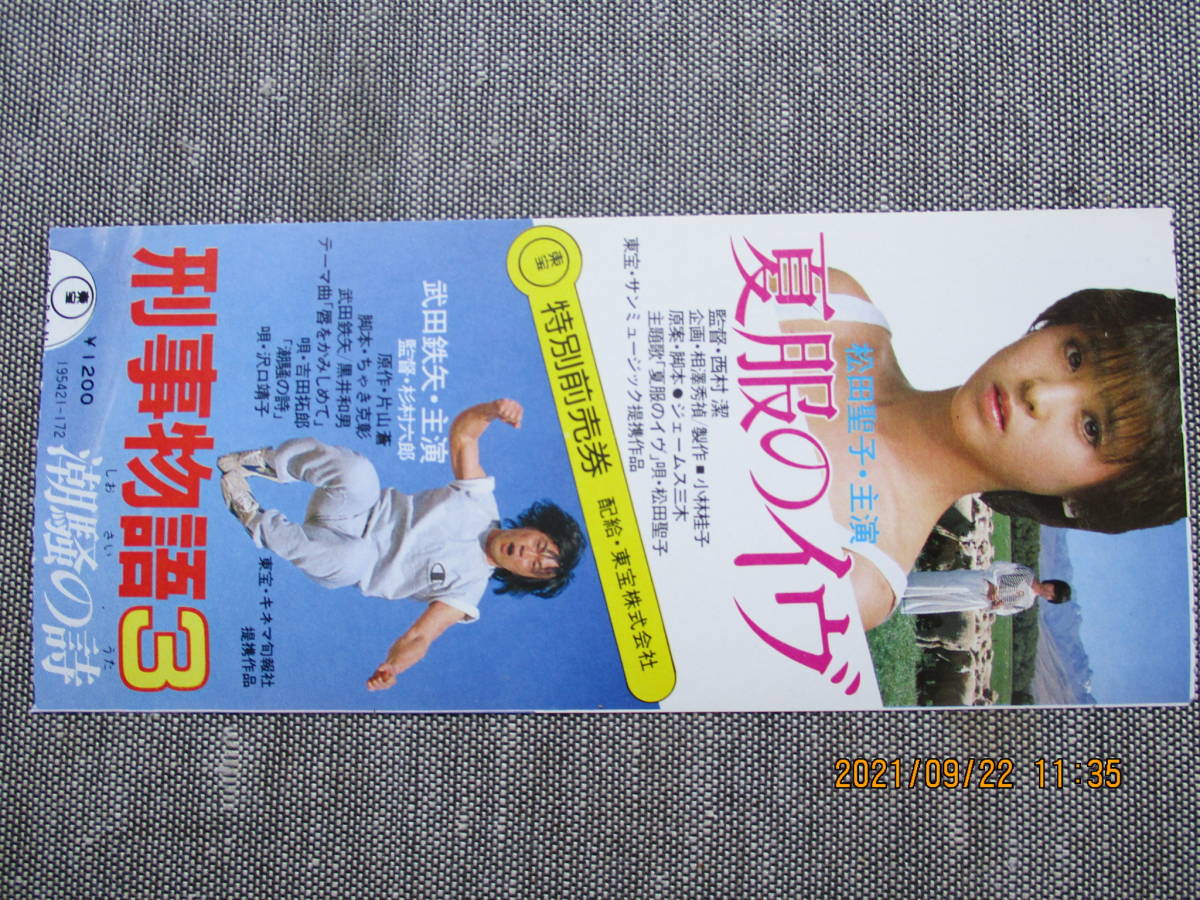 松田聖子・主演
夏服のイヴ
監督・西村 潔
企画・相澤秀禎 製作■小林桂子
原案・脚本●ジェームス三木
主題歌「夏服のイヴ」唄・松田聖子
東宝・サンミュージック提携作品
東宝
特別前売券 配給・東宝株式会社
武田鉄矢・主演
監督・杉村六郎
原作・片山 蒼
脚本・ちゃき克彰
武田鉄矢/黒井和男
テーマ曲「唇をかみしめて」
唄・吉田拓郎
「潮騒の詩」
唄・沢口靖子
東宝・キネマ旬報社
提携作品
刑事物語3
しおさい うた
潮騒の詩
東宝
¥1200
195421-172
2021/09/22 11:35